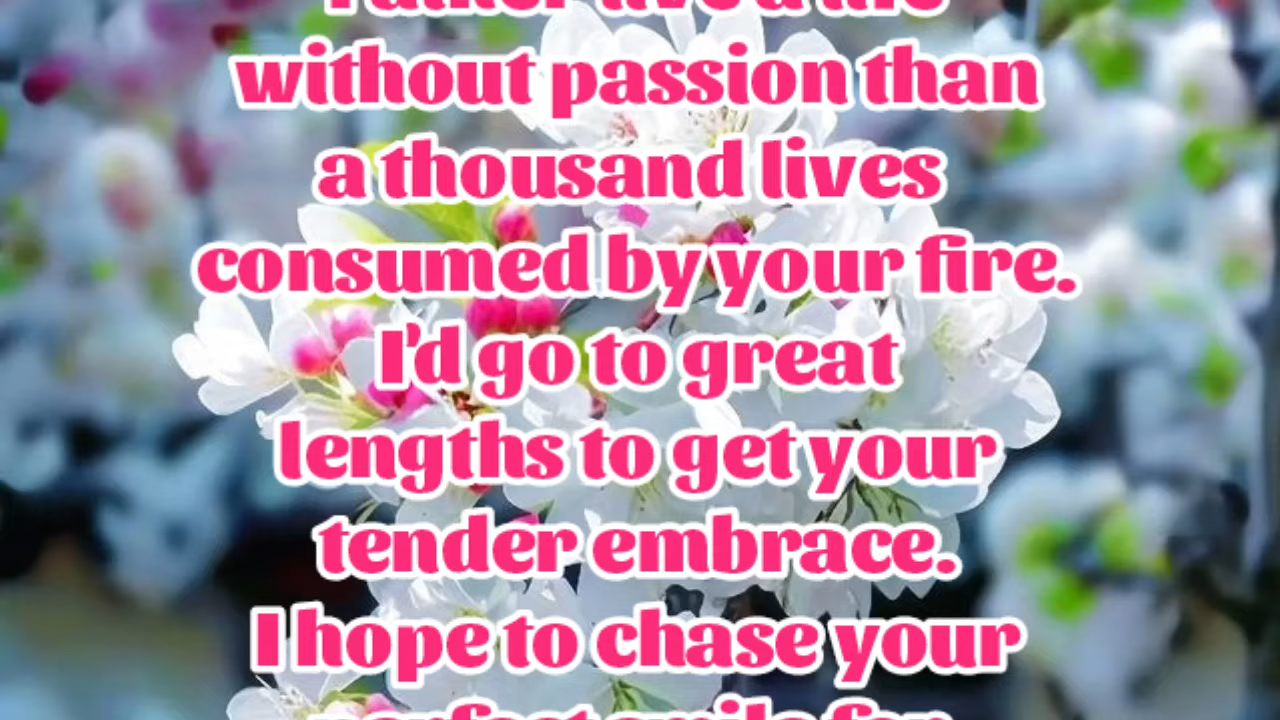 live a life
without passion than
a thousand lives
consumed by your fire.
I'd go to great
lengths to get your
tender embrace.
I hope to chase your
perfect smile for